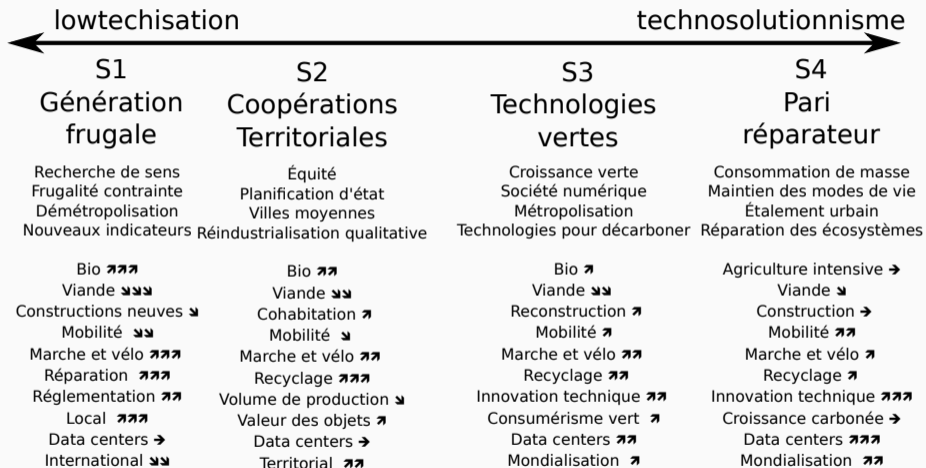 lowtechisation
technosolutionnisme
S1
Génération
frugale
Recherche de sens
Frugalité contrainte
Démétropolisation
Nouveaux indicateurs
Bio ↗↗↗
Viande ↘↘↘
Constructions neuves ↘
Mobilité ↘↘
Marche et vélo ↗↗↗
Réparation ↗↗↗
Réglementation ↗↗
Local ↗↗↗
Data centers →
International ↘↘
S2
Coopérations
Territoriales
Équité
Planification d'état
Villes moyennes
Réindustrialisation qualitative
Bio ↗↗
Viande ↘↘
Cohabitation ↗
Mobilité ↘
Marche et vélo ↗↗
Recyclage ↗↗↗
Volume de production ↘
Valeur des objets ↗
Data centers →
Territorial ↗↗
S3
Technologies
vertes
Croissance verte
Société numérique
Métropolisation
Technologies pour décarboner
Bio ↗
Viande ↘↘
Reconstruction ↗
Mobilité ↗
Marche et vélo ↗↗
Recyclage ↗↗
Innovation technique ↗↗
Consumérisme vert ↗
Data centers ↗↗
Mondialisation ↗
S4
Pari
réparateur
Consommation de masse
Maintien des modes de vie
Étalement urbain
Réparation des écosystèmes
Agriculture intensive →
Viande ↘
Construction →
Mobilité ↗↗
Marche et vélo ↗
Recyclage ↗
Innovation technique ↗↗↗
Croissance carbonée →
Data centers ↗↗↗
Mondialisation ↗↗